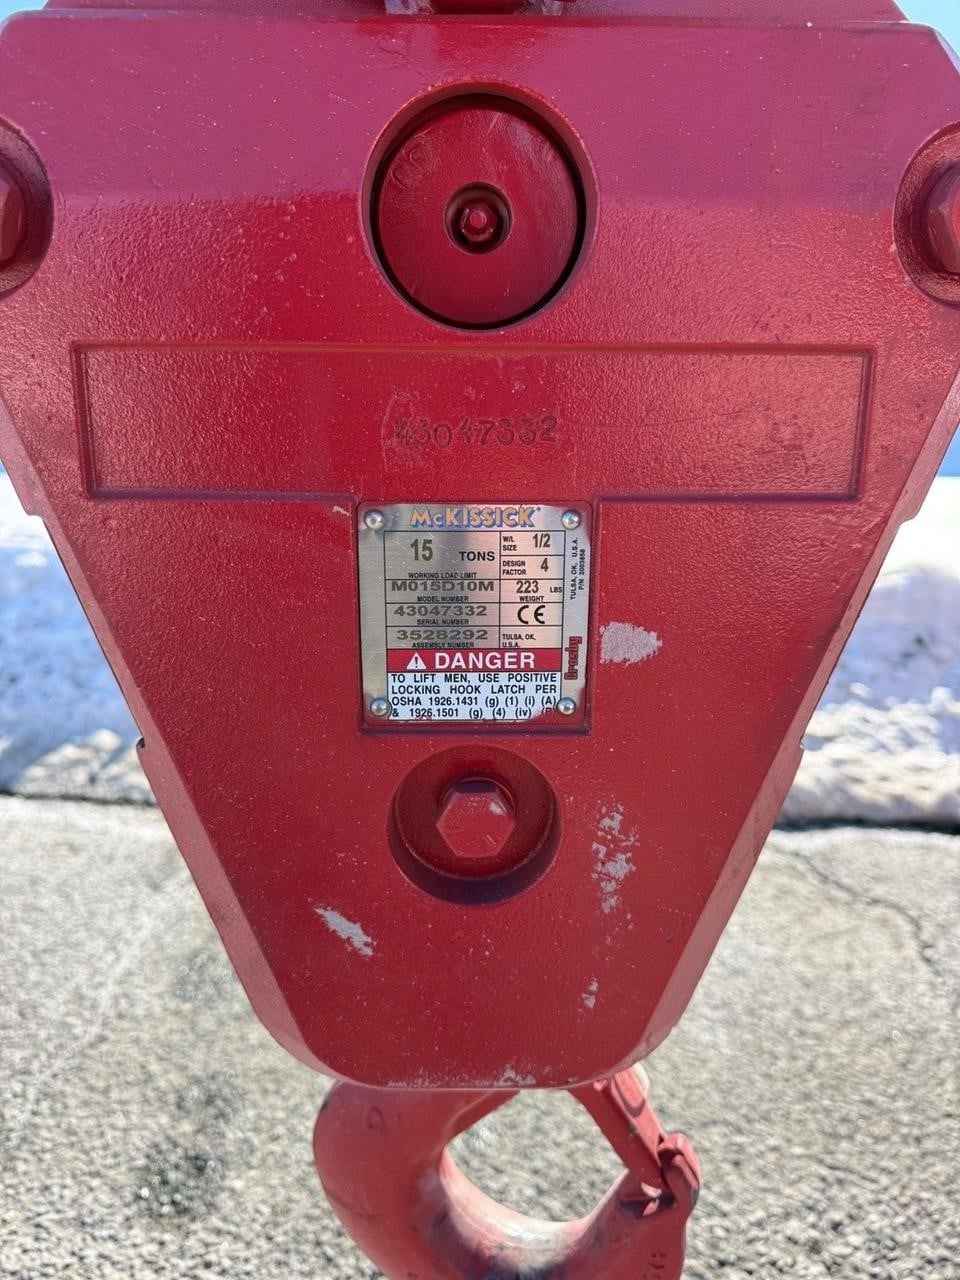 43047332
McKISSICK
15 TONS
WORKING LOAD LIMIT
W/L SIZE 1/2
DESIGN FACTOR 4
M015D10M
MODEL NUMBER
223 LBS
WEIGHT
43047332
SERIAL NUMBER
CE
3528292
ASSEMBLY NUMBER
TULSA, OK, U.S.A.
TULSA, OK, U.S.A.
Crosby
DANGER
TO LIFT MEN, USE POSITIVE
LOCKING HOOK LATCH PER
OSHA 1926.1431 (g) (1) (i) (A)
& 1926.1501 (g) (4) (iv) (B)